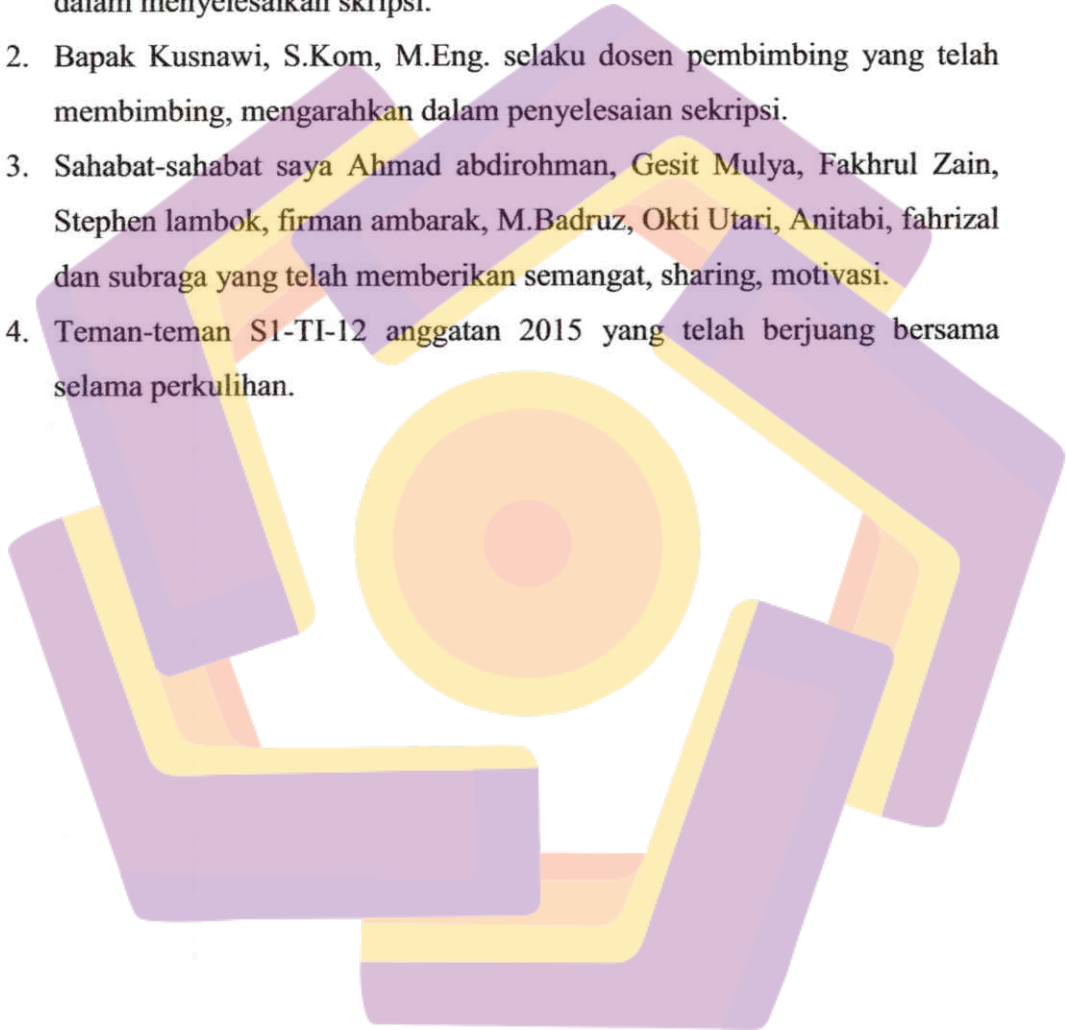 dalam menyelesaikan skripsi.
2. Bapak Kusnawi, S.Kom, M.Eng. selaku dosen pembimbing yang telah
membimbing, mengarahkan dalam penyelesaian sekripsi.
3. Sahabat-sahabat saya Ahmad abdirohman, Gesit Mulya, Fakhrul Zain,
Stephen lambok, firman ambarak, M.Badruz, Okti Utari, Anitabi, fahrizal
dan subraga yang telah memberikan semangat, sharing, motivasi.
4. Teman-teman S1-TI-12 anggatan 2015 yang telah berjuang bersama
selama perkulihan.